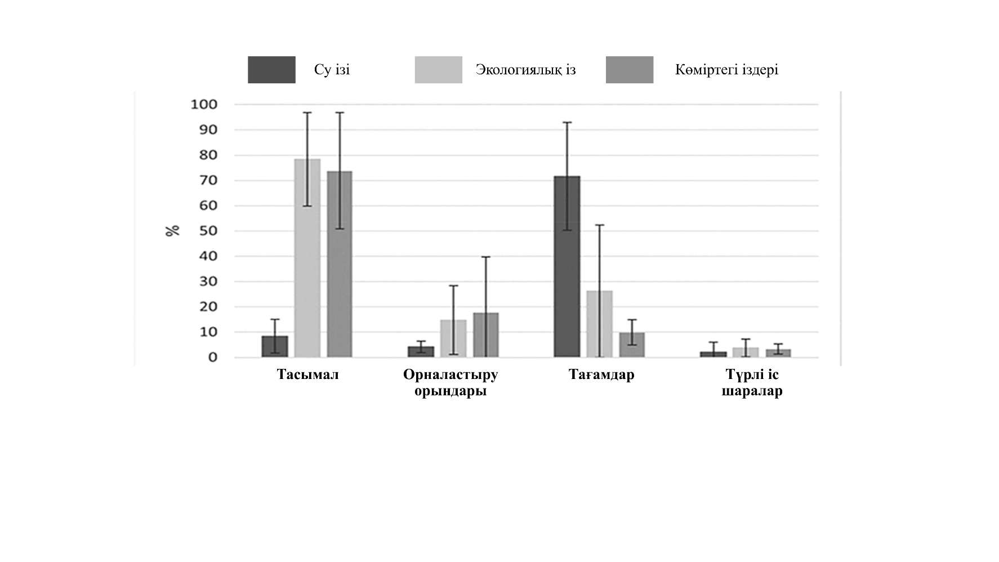 Су ізі
Экологиялық із
Көміртегі іздері
100
90
80
70
60
50
40
30
20
10
0
%
Тасымал
Орналастыру
орындары
Тағамдар
Түрлі іс
шаралар